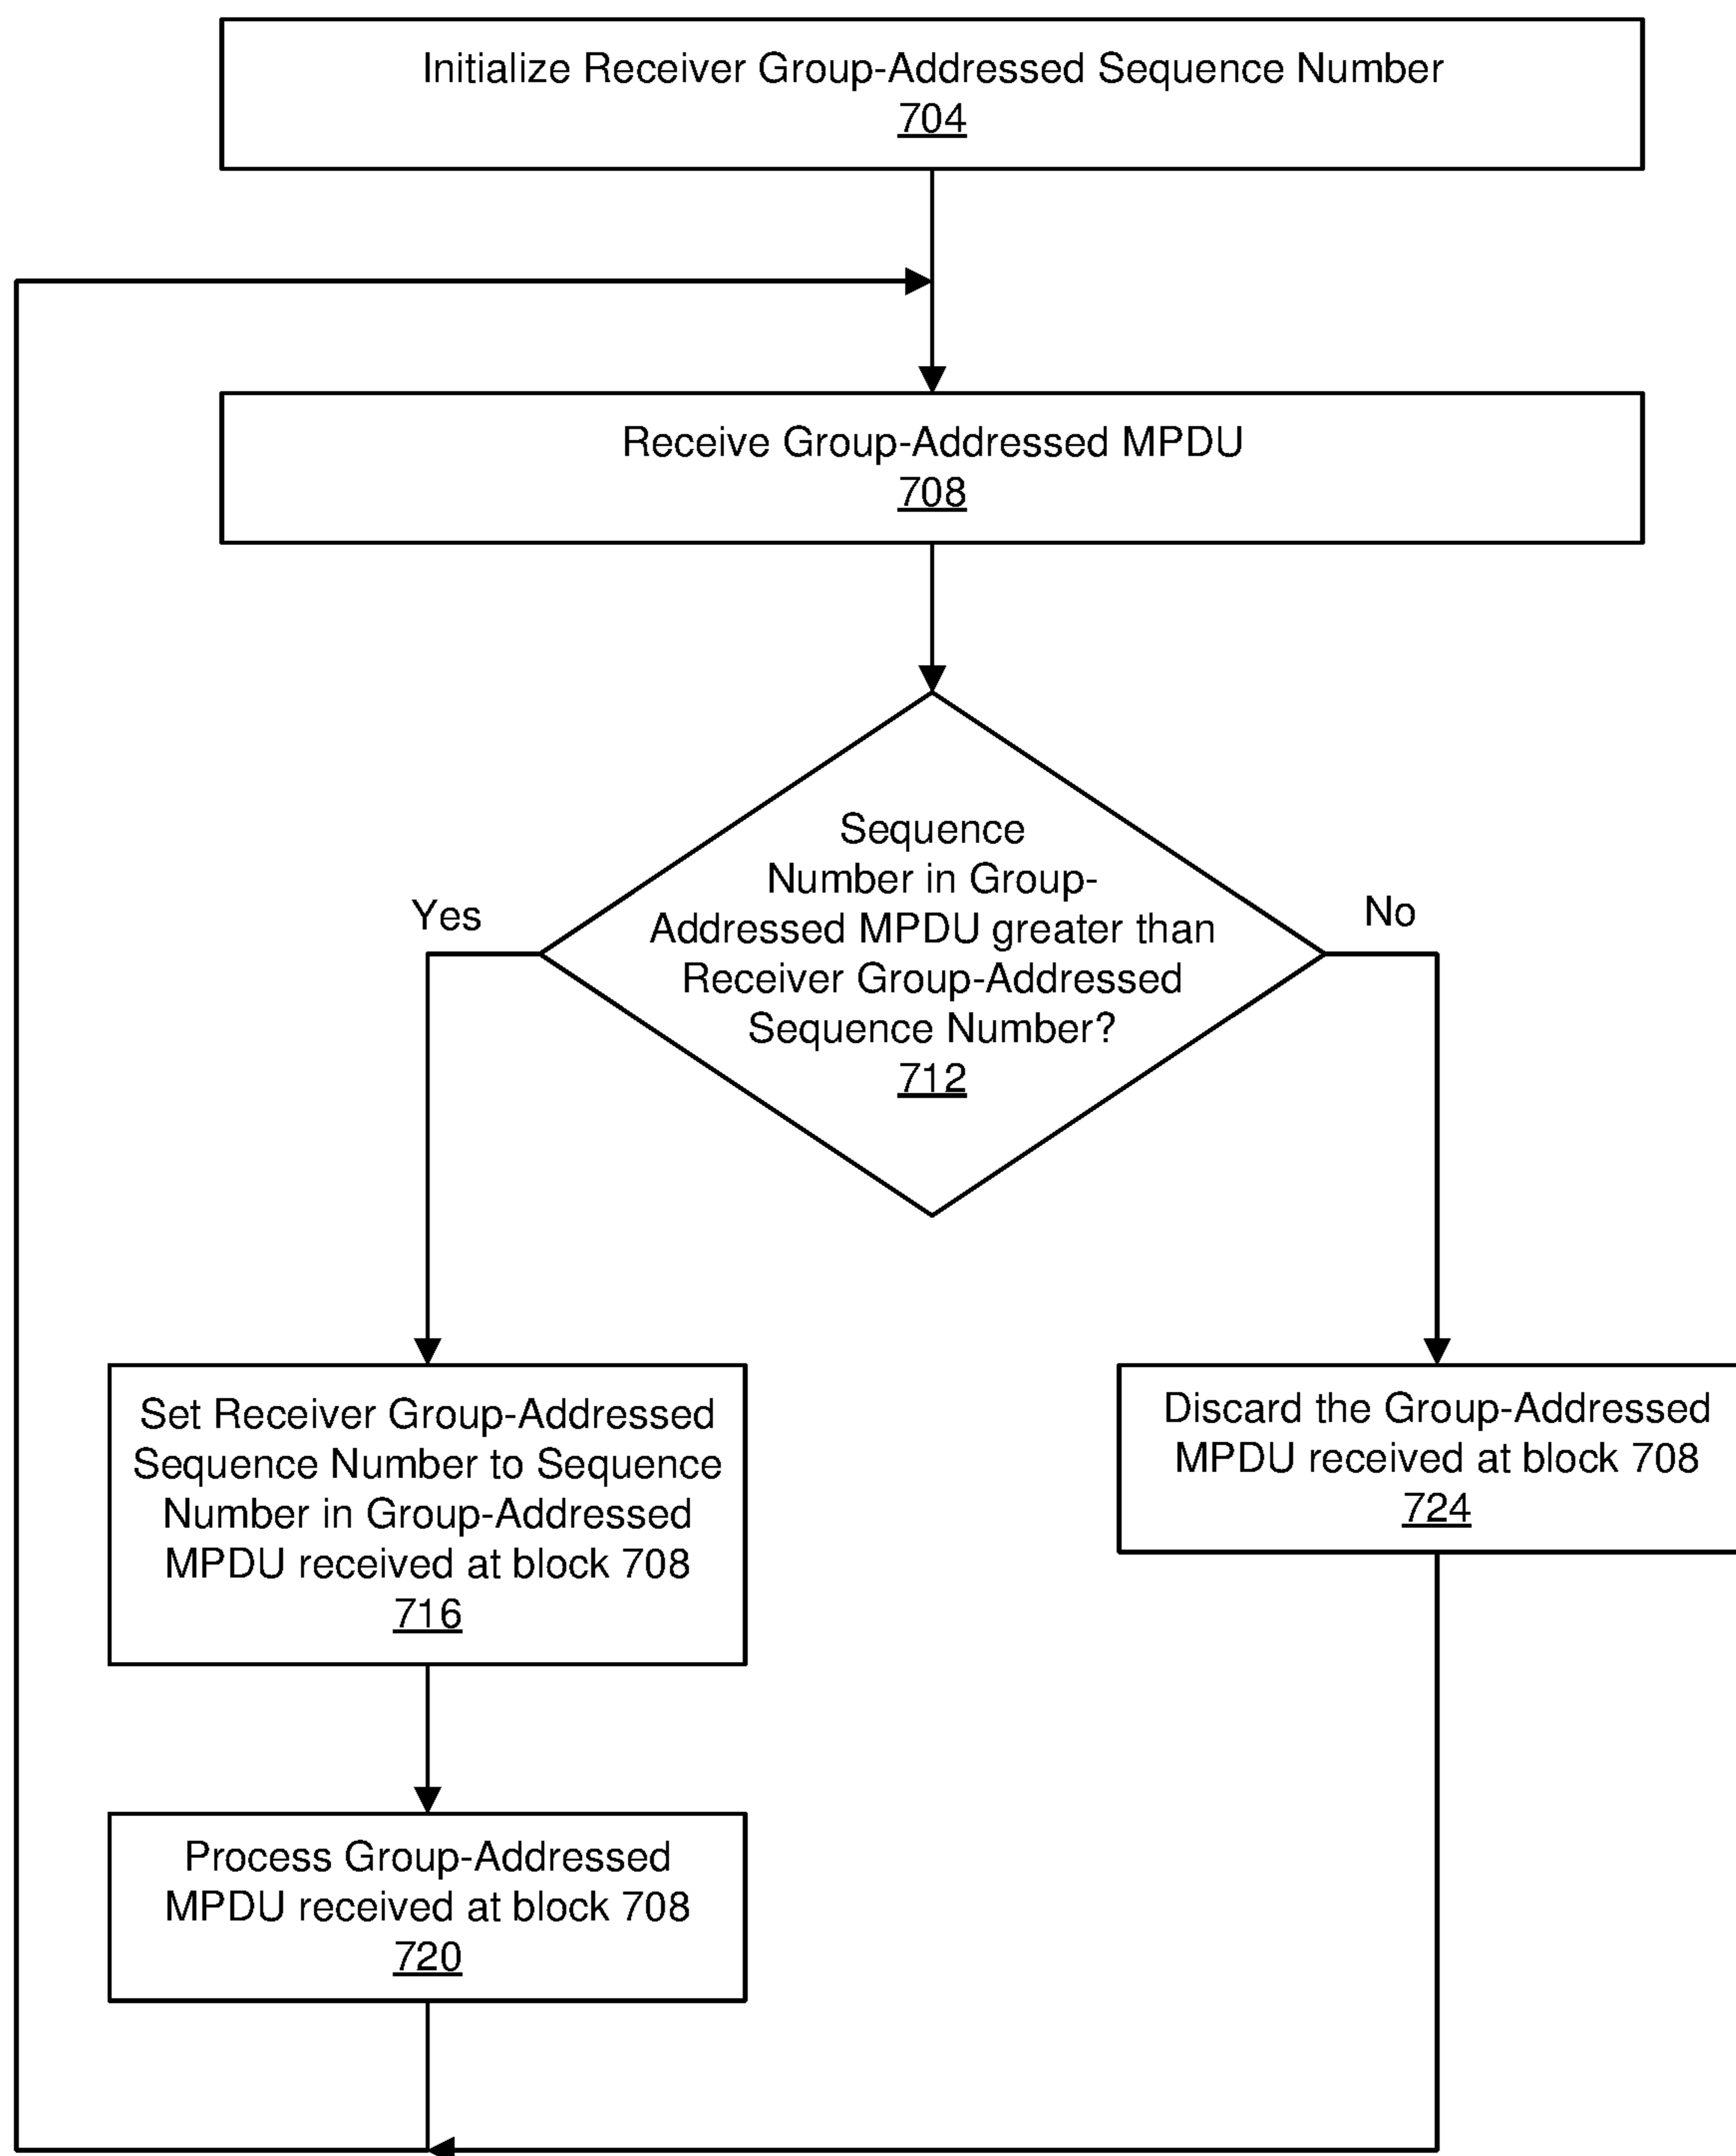 Initialize Receiver Group-Addressed Sequence Number
704
Receive Group-Addressed MPDU
708
Sequence
Number in Group-
Addressed MPDU greater than
Receiver Group-Addressed
Sequence Number?
712
Yes
No
Set Receiver Group-Addressed
Sequence Number to Sequence
Number in Group-Addressed
MPDU received at block 708
716
Discard the Group-Addressed
MPDU received at block 708
724
Process Group-Addressed
MPDU received at block 708
720